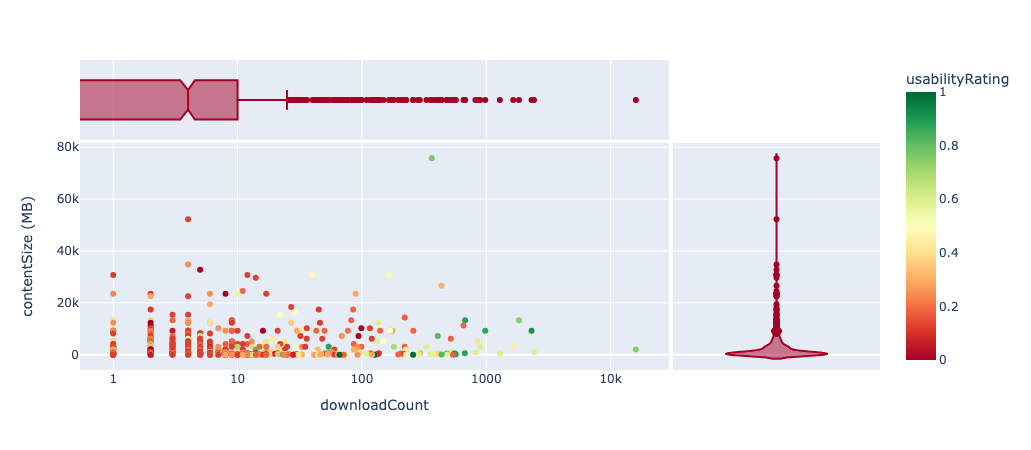 usabilityRating
1
0.8
0.6
0.4
0.2
0
80k
60k
40k
20k
0
contentSize (MB)
1
10
100
1000
10k
downloadCount